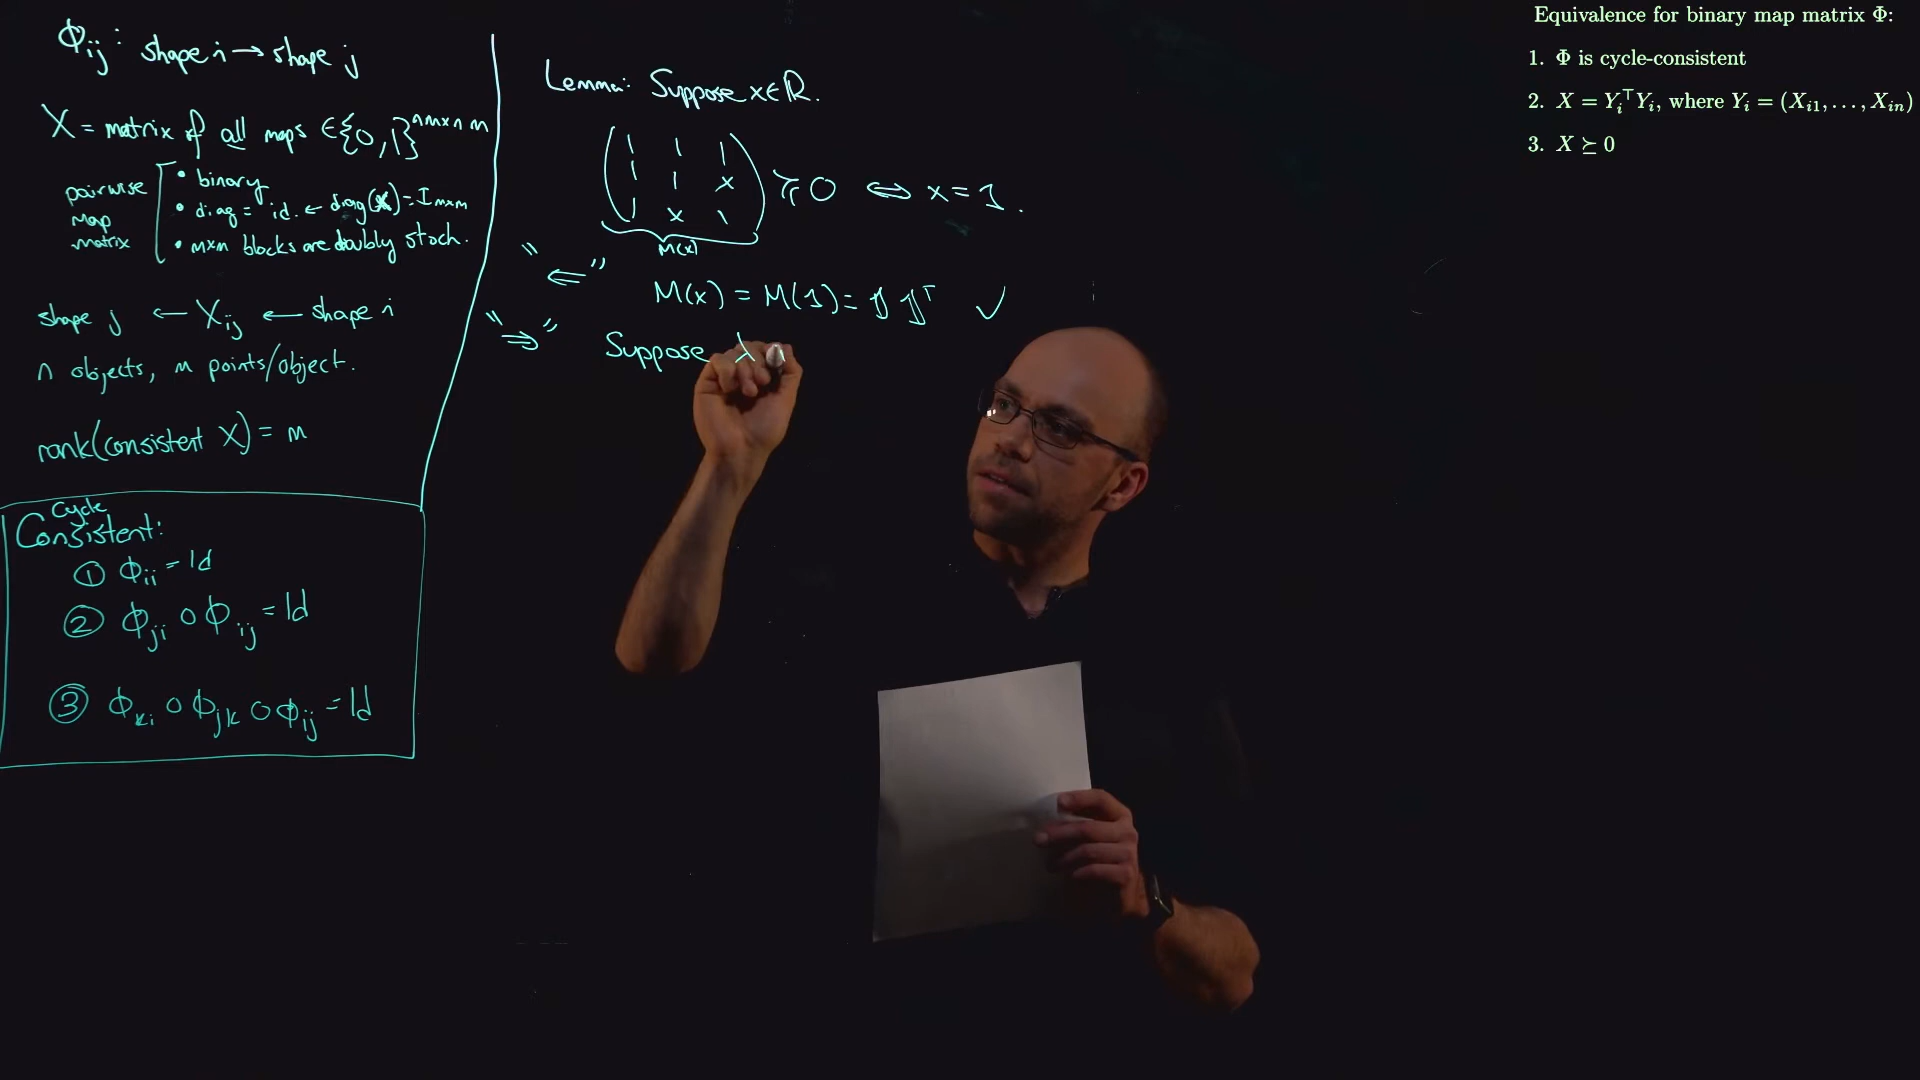 Φij: shape i → shape j
X = matrix of all maps ∈{0,1}^nm×nm
pairwise map matrix
• binary
• diag = id. ← diag(X)=I m×m
• m×m blocks are doubly stoch.
shape j ← Xij ← shape i
n objects, m points/object.
rank(consistent X) = m
Cycle
Consistent:
① Φii = Id
② Φji ∘ Φij = Id
③ Φki ∘ Φjk ∘ Φij = Id
Lemma: Suppose x∈ℝ.
( 1 1 1
1 1 x
1 x 1 ) ≽ 0 ⇔ x = 1.
M(x)
"⇐"
M(x) = M(1) = 𝟙 𝟙ᵀ ✓
"⇒"
Suppose λ
Equivalence for binary map matrix Φ:
1. Φ is cycle-consistent
2. X = Yi⊤Yi, where Yi = (Xi1, . . . , Xin)
3. X ⪰ 0